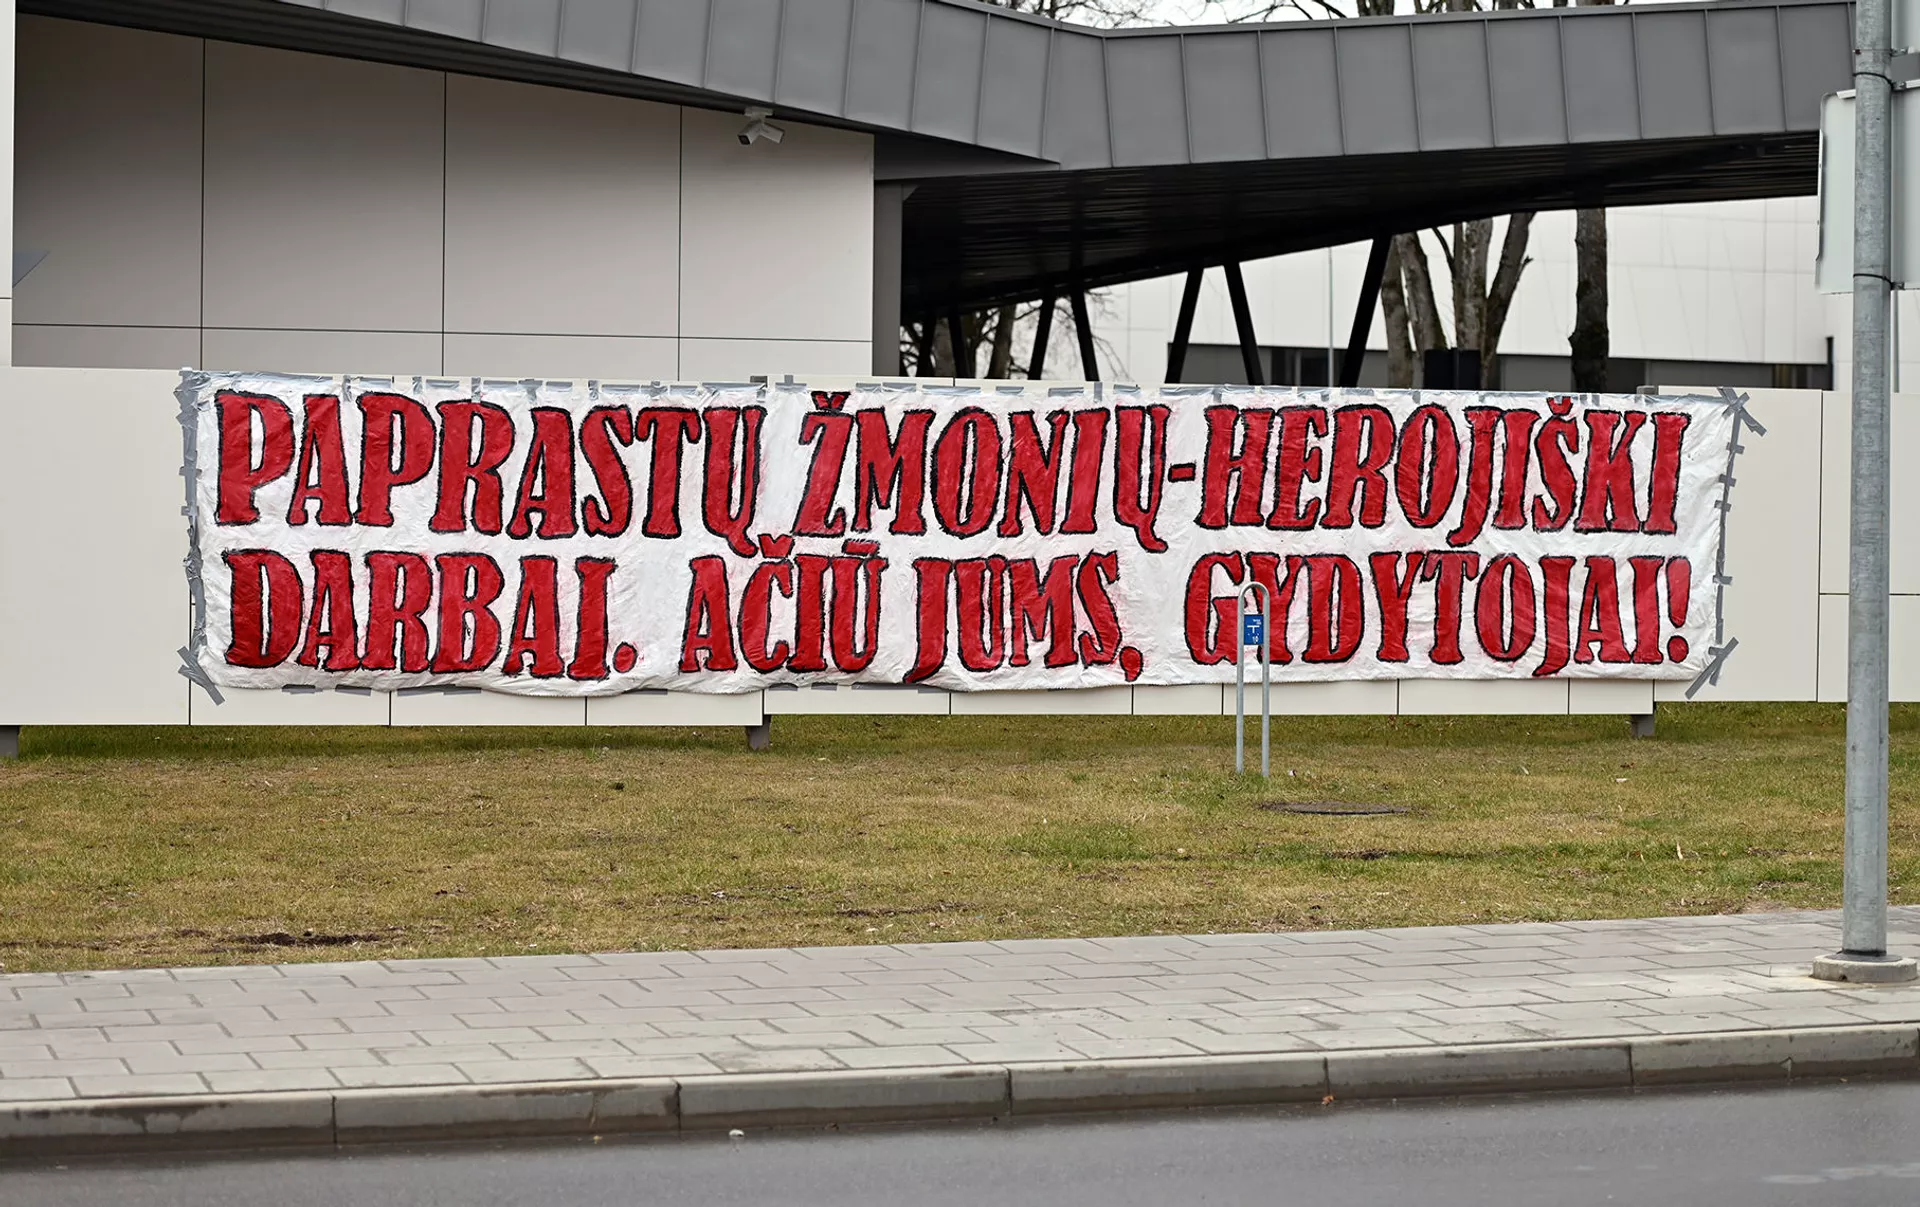 PAPRASTŲ ŽMONIŲ-HEROJIŠKI
DARBAI. AČIŪ JUMS, GYDYTOJAI!